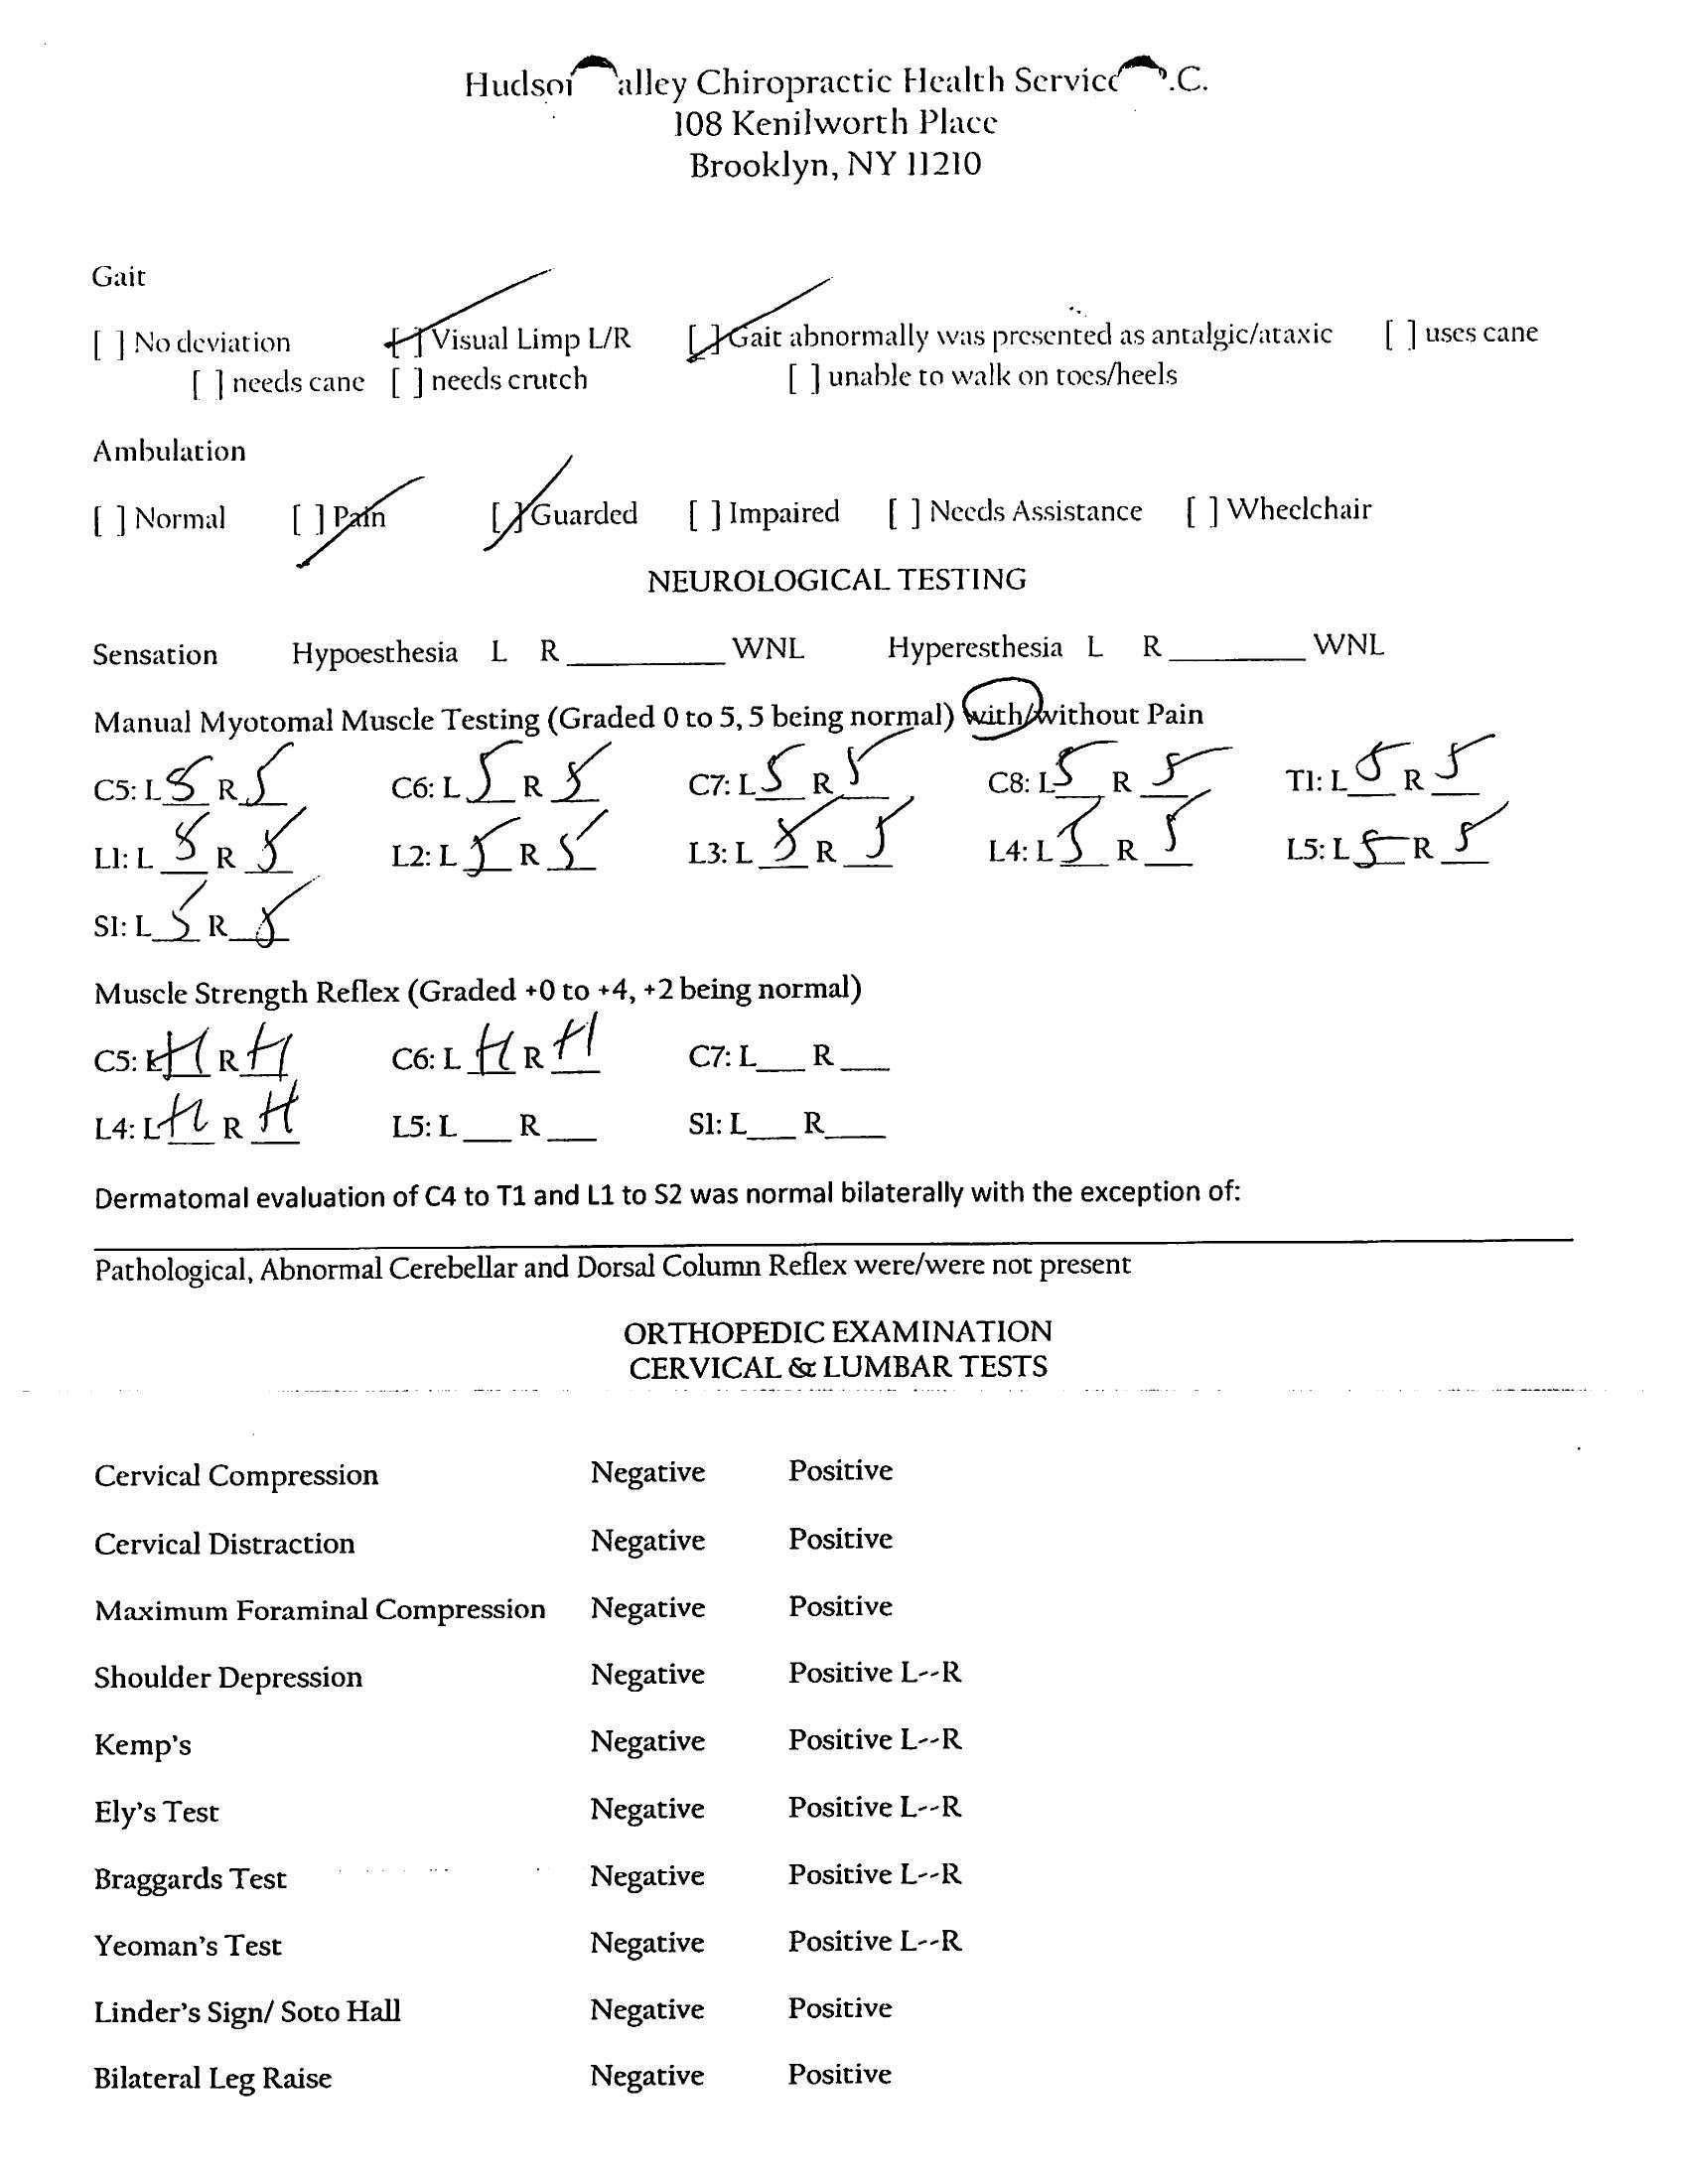 Hudson Valley Chiropractic Health Service P.C.
108 Kenilworth Place
Brooklyn, NY 11210
Gait
[ ] No deviation [✓] Visual Limp L/R [✓] Gait abnormally was presented as antalgic/ataxic [ ] uses cane
[ ] needs cane [ ] needs crutch [ ] unable to walk on toes/heels
Ambulation
[ ] Normal [✓] Pain [✓] Guarded [ ] Impaired [ ] Needs Assistance [ ] Wheelchair
NEUROLOGICAL TESTING
Sensation Hypoesthesia L R ________ WNL Hyperesthesia L R ________ WNL
Manual Myotomal Muscle Testing (Graded 0 to 5, 5 being normal) with/without Pain
C5: L 5 R 5 C6: L 5 R 5 C7: L 5 R 5 C8: L 5 R 5 T1: L 5 R 5
L1: L 5 R 5 L2: L 5 R 5 L3: L 5 R 5 L4: L 5 R 5 L5: L 5 R 5
S1: L 5 R 5
Muscle Strength Reflex (Graded +0 to +4, +2 being normal)
C5: L +1 R +1 C6: L +1 R +1 C7: L___ R___
L4: L +1 R +1 L5: L___ R___ S1: L___ R___
Dermatomal evaluation of C4 to T1 and L1 to S2 was normal bilaterally with the exception of:
Pathological, Abnormal Cerebellar and Dorsal Column Reflex were/were not present
ORTHOPEDIC EXAMINATION
CERVICAL & LUMBAR TESTS
Cervical Compression Negative Positive
Cervical Distraction Negative Positive
Maximum Foraminal Compression Negative Positive
Shoulder Depression Negative Positive L--R
Kemp's Negative Positive L--R
Ely's Test Negative Positive L--R
Braggards Test Negative Positive L--R
Yeoman's Test Negative Positive L--R
Linder's Sign/ Soto Hall Negative Positive
Bilateral Leg Raise Negative Positive